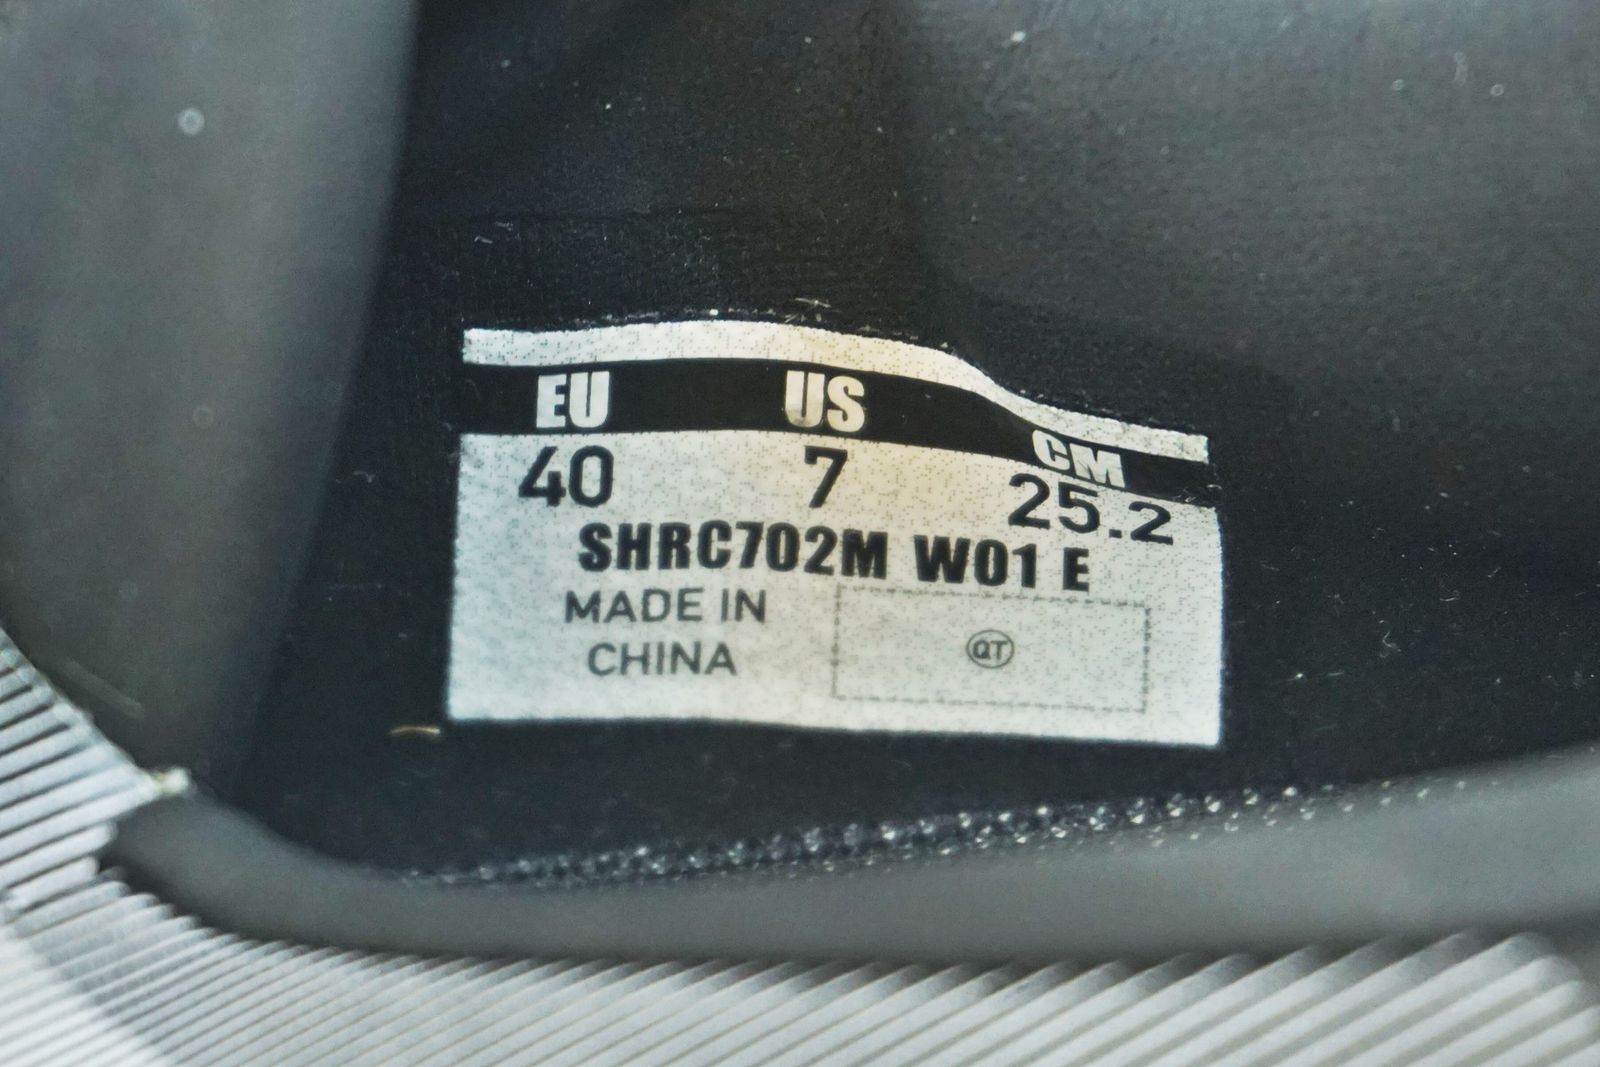 EU US CM
40 7 25.2
SHRC702M W01 E
MADE IN
CHINA
QT